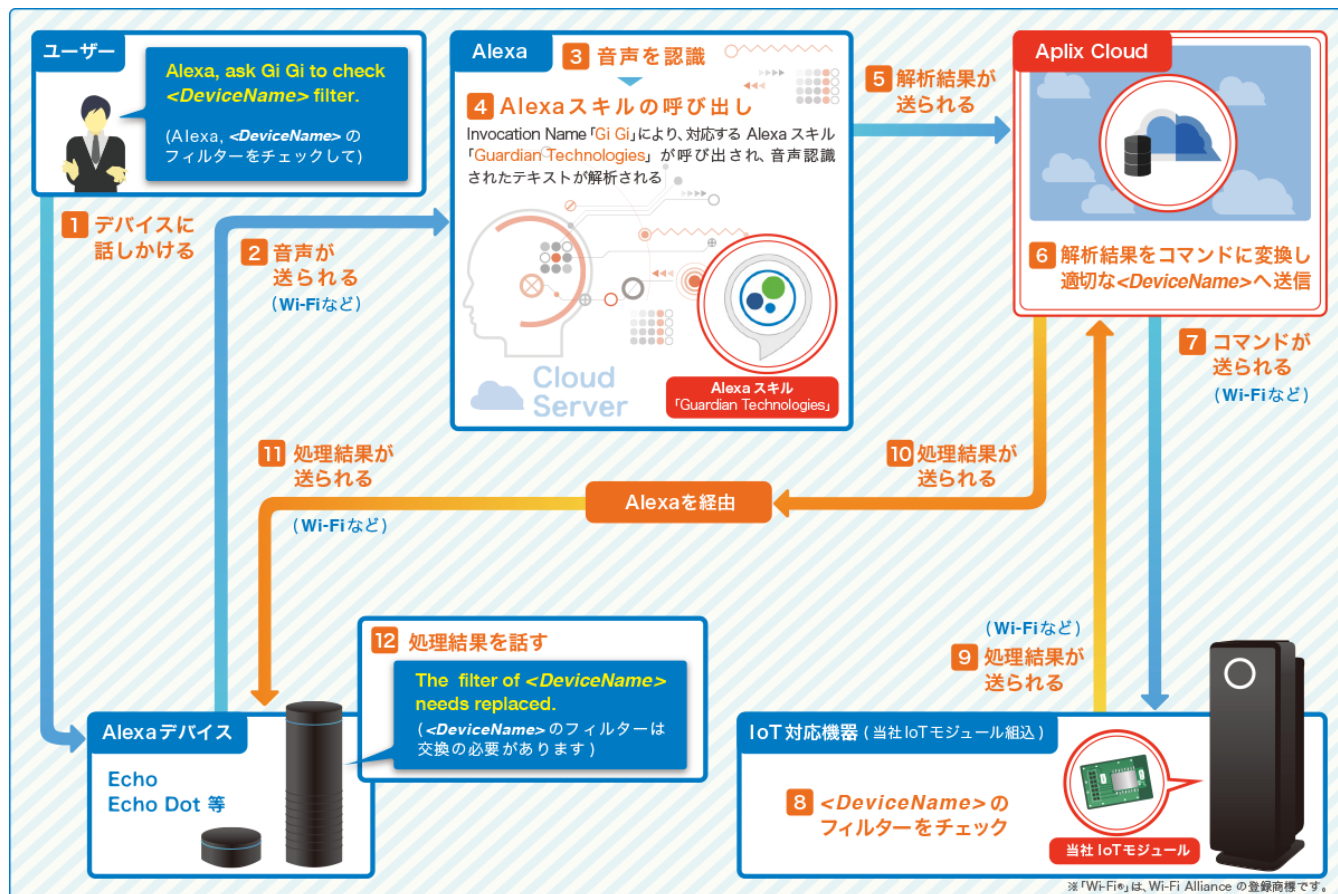 ユーザー
Alexa, ask Gi Gi to check
<DeviceName> filter.
(Alexa, <DeviceName> の
フィルターをチェックして)
1 デバイスに
話しかける
2 音声が
送られる
(Wi-Fiなど)
Alexa
3 音声を認識
4 Alexaスキルの呼び出し
Invocation Name「Gi Gi」により、対応する Alexa スキル
「Guardian Technologies」が呼び出され、音声認識
されたテキストが解析される
Cloud
Server
Alexa スキル
「Guardian Technologies」
5 解析結果が
送られる
Aplix Cloud
6 解析結果をコマンドに変換し
適切な<DeviceName>へ送信
7 コマンドが
送られる
(Wi-Fiなど)
11 処理結果が
送られる
(Wi-Fiなど)
Alexaを経由
10 処理結果が
送られる
(Wi-Fiなど)
9 処理結果が
送られる
12 処理結果を話す
The filter of <DeviceName>
needs replaced.
(<DeviceName> のフィルターは
交換の必要があります)
Alexaデバイス
Echo
Echo Dot 等
IoT対応機器 (当社IoTモジュール組込)
8 <DeviceName>の
フィルターをチェック
当社 IoTモジュール
※「Wi-Fi®」は、Wi-Fi Alliance の登録商標です。